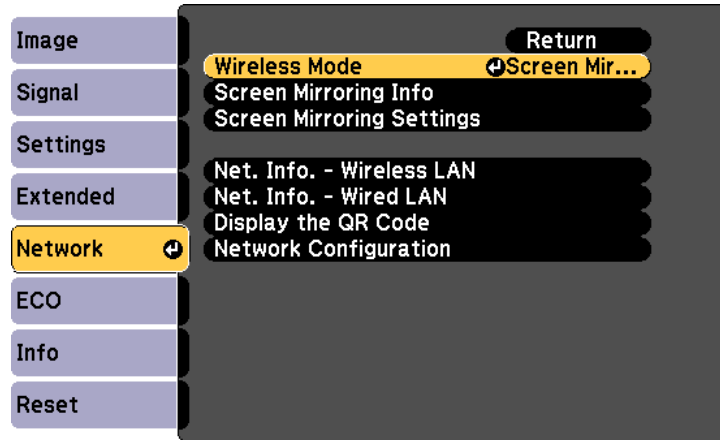 Image
Signal
Settings
Extended
Network
ECO
Info
Reset
Return
Wireless Mode Screen Mir...
Screen Mirroring Info
Screen Mirroring Settings
Net. Info. - Wireless LAN
Net. Info. - Wired LAN
Display the QR Code
Network Configuration